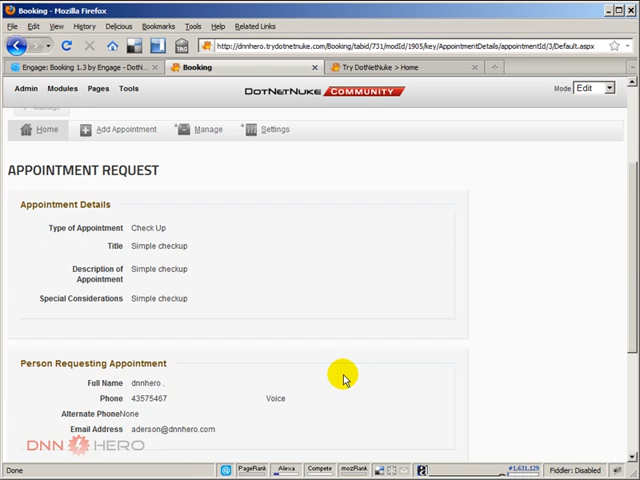 Booking - Mozilla Firefox
File Edit View History Delicious Bookmarks Tools Help Related Links
http://dnnhero.trydotnetnuke.com/Booking/tabid/731/modId/1905/key/AppointmentDetails/appointmentId/3/Default.aspx
Engage: Booking 1.3 by Engage - DotN... Booking Try DotNetNuke > Home
Admin Modules Pages Tools DOTNETNUKE COMMUNITY Mode Edit
Manage
Home Add Appointment Manage Settings
APPOINTMENT REQUEST
Appointment Details
Type of Appointment Check Up
Title Simple checkup
Description of Appointment Simple checkup
Special Considerations Simple checkup
Person Requesting Appointment
Full Name dnnhero .
Phone 43575467 Voice
Alternate Phone None
Email Address aderson@dnnhero.com
DNN HERO
Done PageRank Alexa Compete mozRank #1,631,129 Fiddler: Disabled